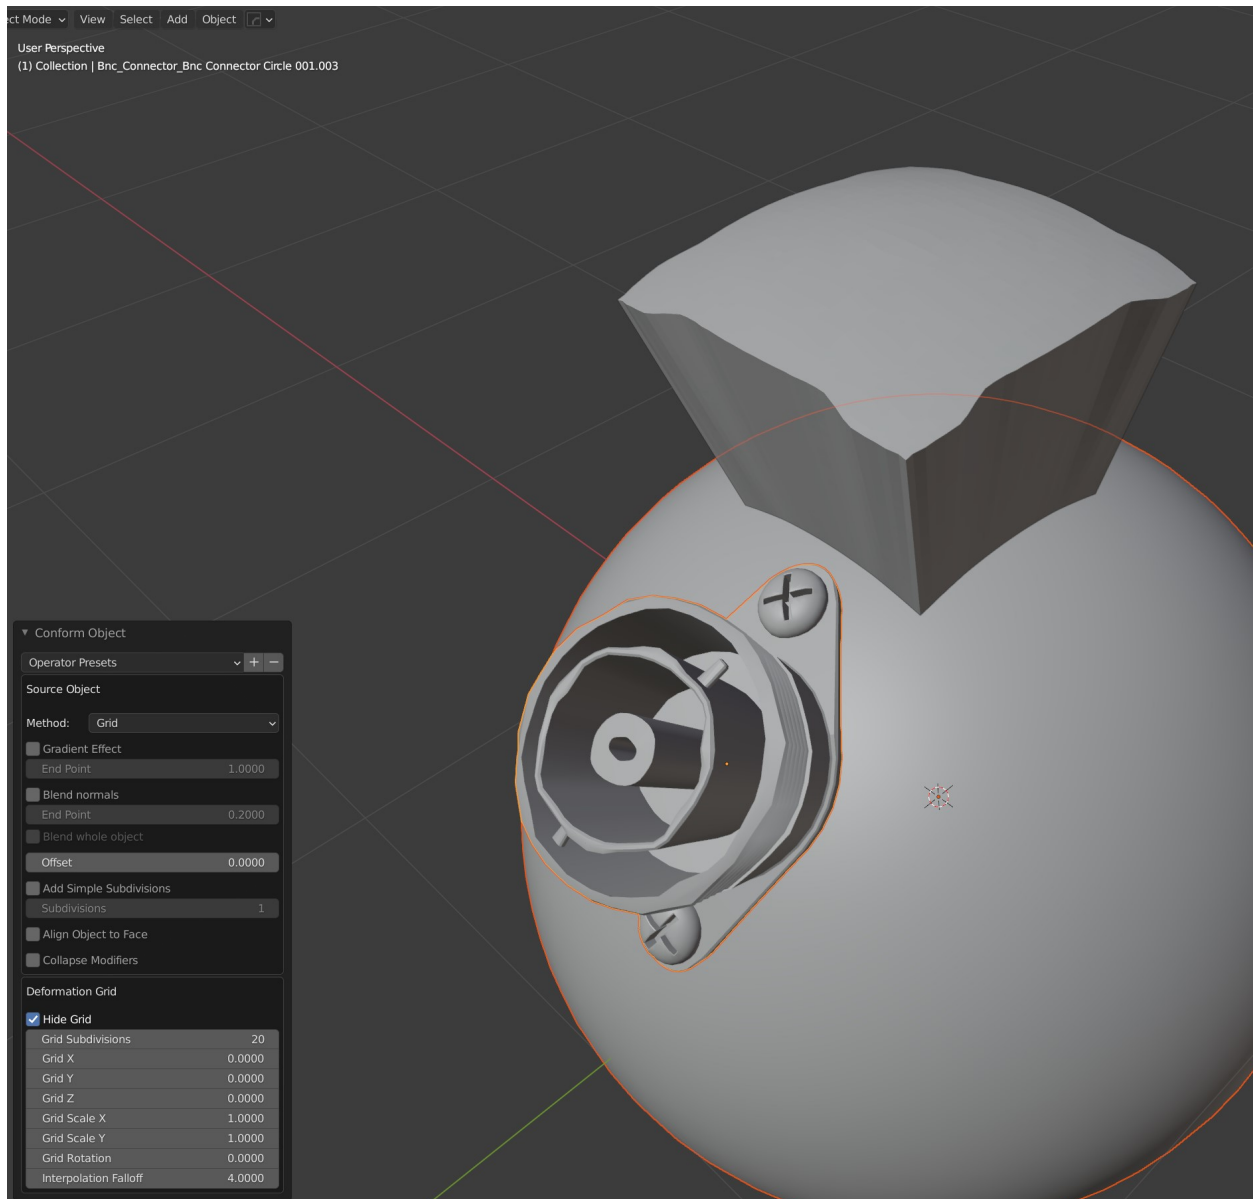 ct Mode View Select Add Object
User Perspective
(1) Collection | Bnc_Connector_Bnc Connector Circle 001.003
Conform Object
Operator Presets
Source Object
Method: Grid
Gradient Effect
End Point 1.0000
Blend normals
End Point 0.2000
Blend whole object
Offset 0.0000
Add Simple Subdivisions
Subdivisions 1
Align Object to Face
Collapse Modifiers
Deformation Grid
Hide Grid
Grid Subdivisions 20
Grid X 0.0000
Grid Y 0.0000
Grid Z 0.0000
Grid Scale X 1.0000
Grid Scale Y 1.0000
Grid Rotation 0.0000
Interpolation Falloff 4.0000